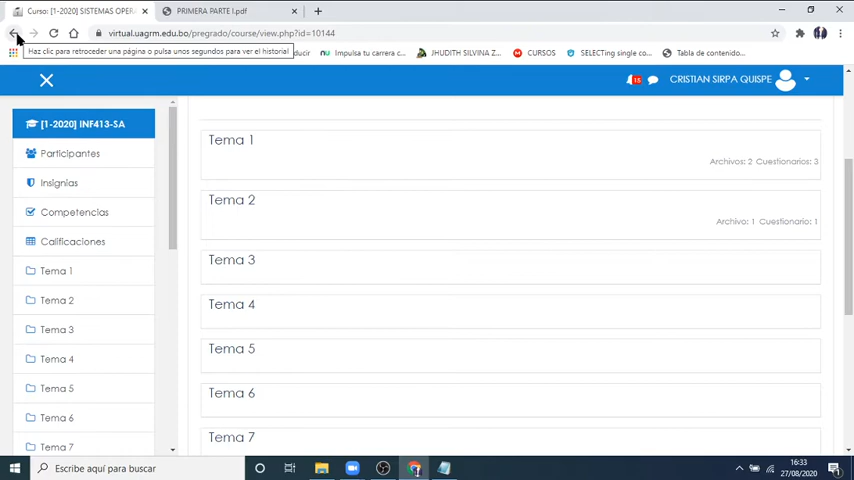 Curso: [1-2020] SISTEMAS OPER
PRIMERA PARTE I.pdf
virtual.uagrm.edu.bo/pregrado/course/view.php?id=10144
Haz clic para retroceder una página o pulsa unos segundos para ver el historial
ducir
Impulsa tu carrera c...
JHUDITH SILVINA Z...
CURSOS
SELECTing single co...
Tabla de contenido...
15
CRISTIAN SIRPA QUISPE
[1-2020] INF413-SA
Participantes
Insignias
Competencias
Calificaciones
Tema 1
Tema 2
Tema 3
Tema 4
Tema 5
Tema 6
Tema 7
Tema 1
Archivos: 2 Cuestionarios: 3
Tema 2
Archivo: 1 Cuestionario: 1
Tema 3
Tema 4
Tema 5
Tema 6
Tema 7
Escribe aquí para buscar
16:33
27/08/2020